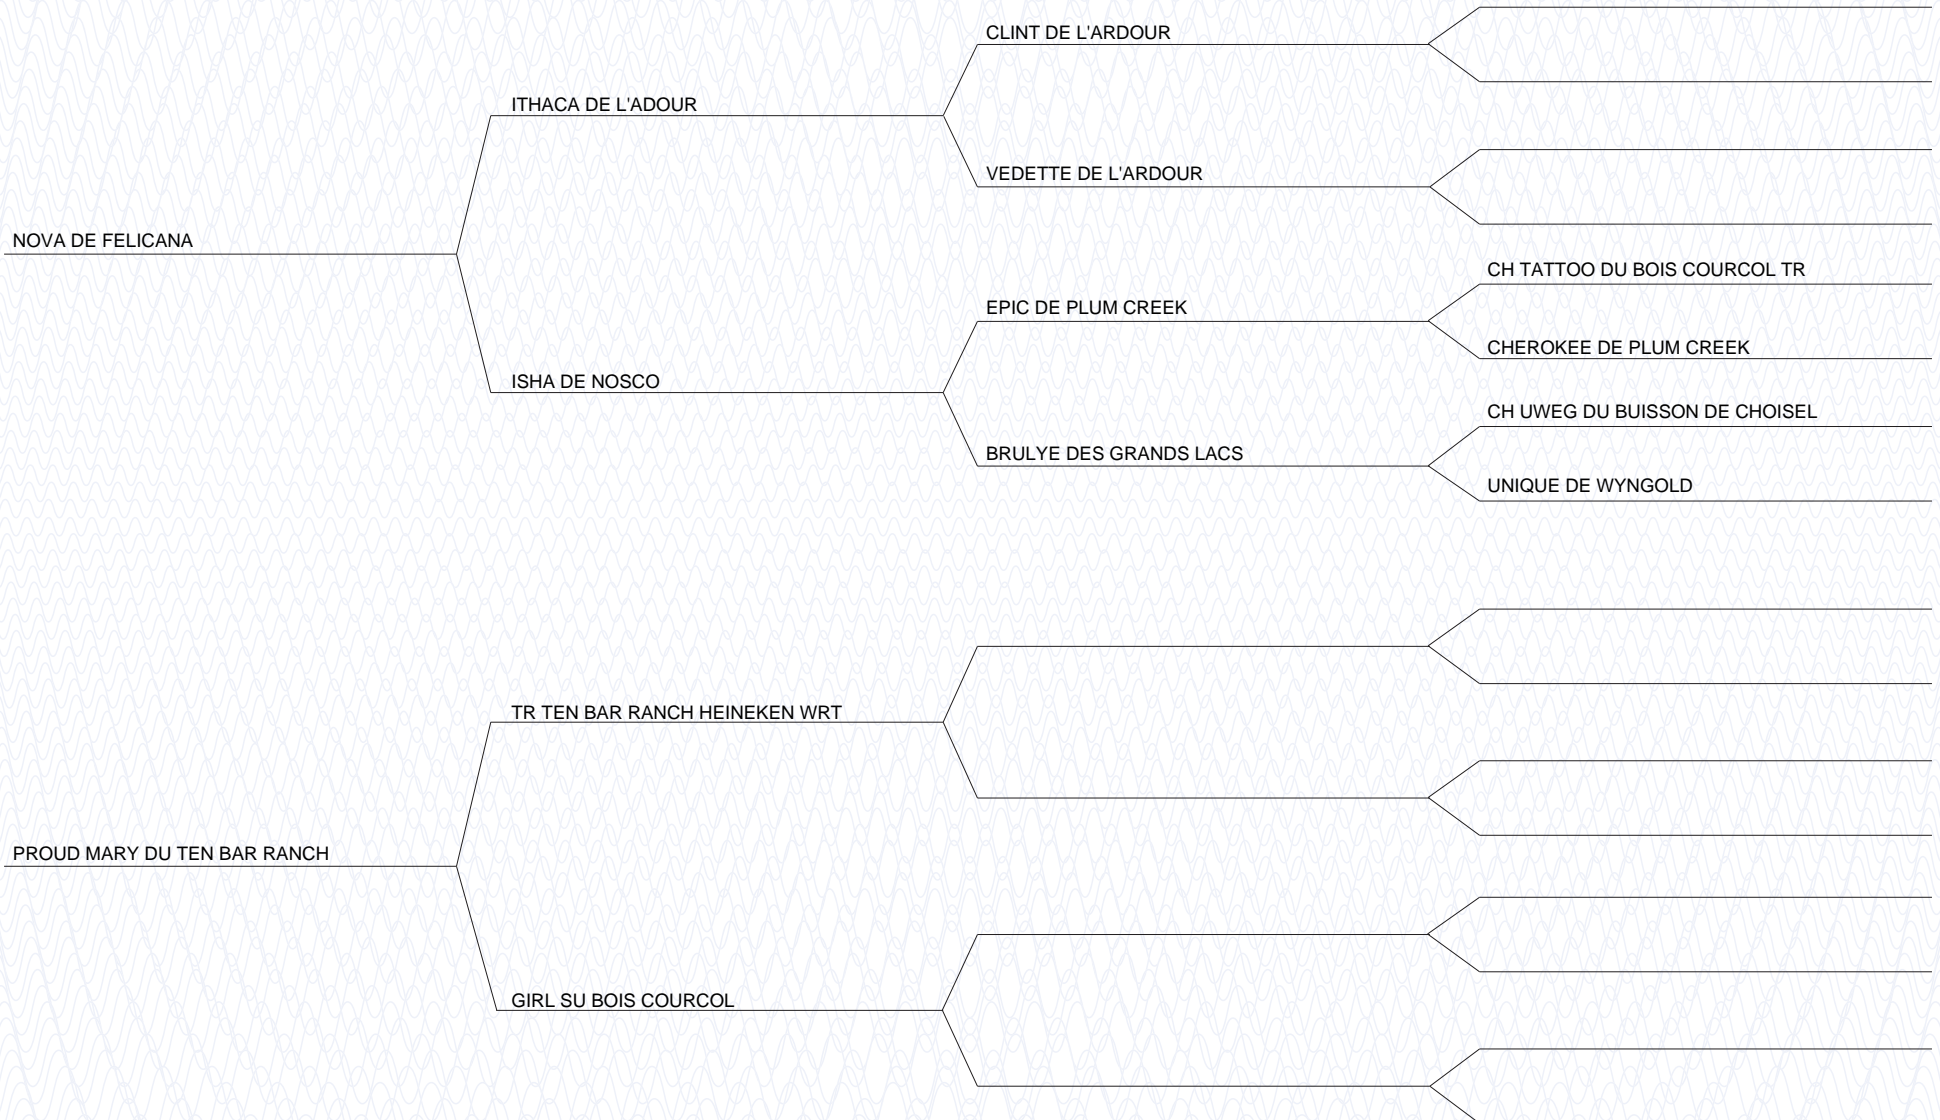 CLINT DE L'ARDOUR
ITHACA DE L'ADOUR
VEDETTE DE L'ARDOUR
NOVA DE FELICANA
CH TATTOO DU BOIS COURCOL TR
EPIC DE PLUM CREEK
CHEROKEE DE PLUM CREEK
ISHA DE NOSCO
CH UWEG DU BUISSON DE CHOISEL
BRULYE DES GRANDS LACS
UNIQUE DE WYNGOLD
TR TEN BAR RANCH HEINEKEN WRT
PROUD MARY DU TEN BAR RANCH
GIRL SU BOIS COURCOL